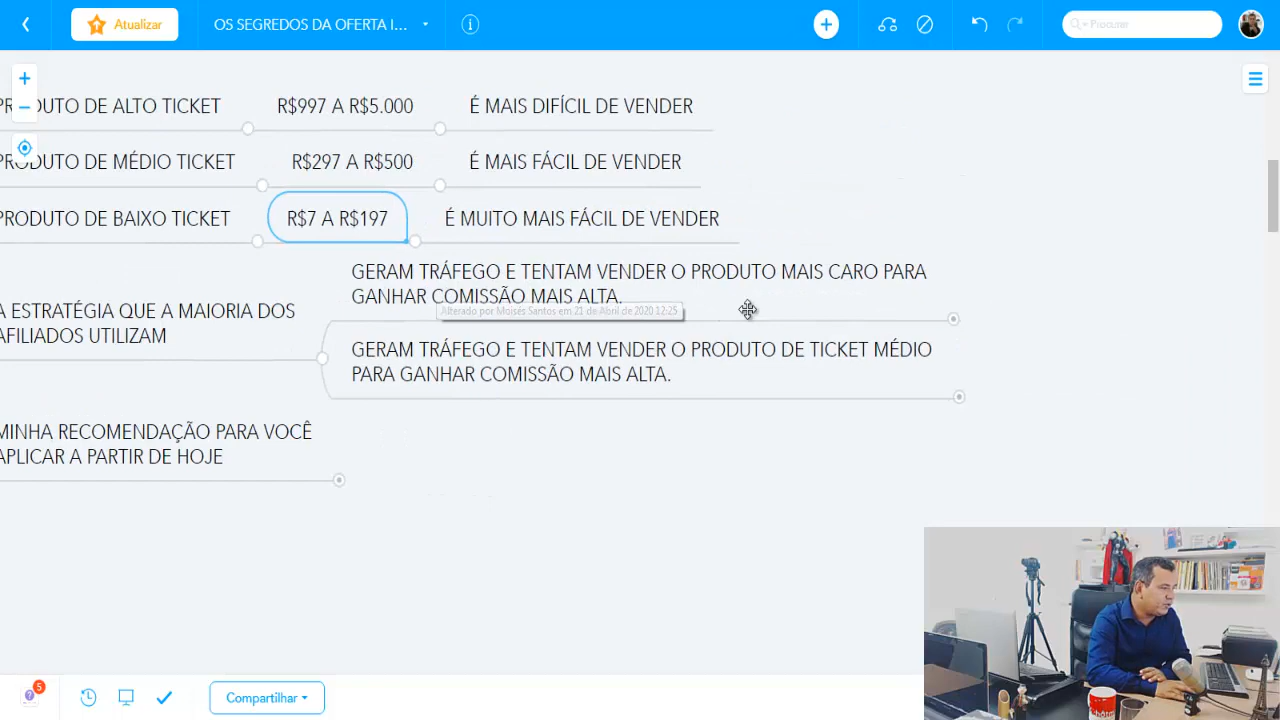 Atualizar
OS SEGREDOS DA OFERTA I...
Procurar
PRODUTO DE ALTO TICKET
R$997 A R$5.000
É MAIS DIFÍCIL DE VENDER
PRODUTO DE MÉDIO TICKET
R$297 A R$500
É MAIS FÁCIL DE VENDER
PRODUTO DE BAIXO TICKET
R$7 A R$197
É MUITO MAIS FÁCIL DE VENDER
A ESTRATÉGIA QUE A MAIORIA DOS
AFILIADOS UTILIZAM
GERAM TRÁFEGO E TENTAM VENDER O PRODUTO MAIS CARO PARA
GANHAR COMISSÃO MAIS ALTA.
Alterado por Moisés Santos em 21 de Abril de 2020 12:25
GERAM TRÁFEGO E TENTAM VENDER O PRODUTO DE TICKET MÉDIO
PARA GANHAR COMISSÃO MAIS ALTA.
MINHA RECOMENDAÇÃO PARA VOCÊ
APLICAR A PARTIR DE HOJE
5
Compartilhar